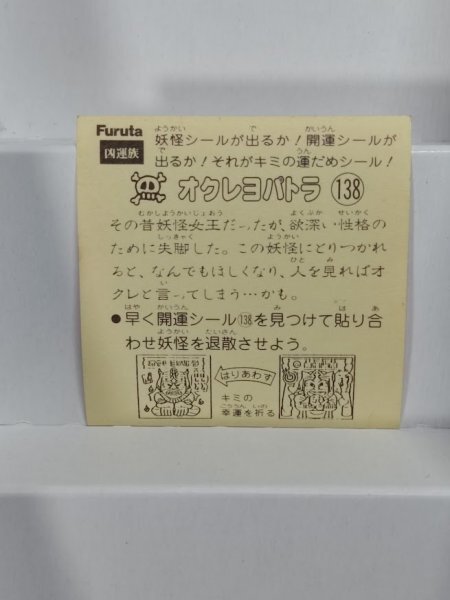 Furuta
凶運族
妖怪シールが出るか！開運シールが
出るか！それがキミの運だめシール！
オクレヨパトラ 138
その昔妖怪女王だったが、欲深い性格の
ために失脚した。この妖怪にとりつかれ
ると、なんでもほしくなり、人を見ればオ
クレと言ってしまう…かも。
●早く開運シール138を見つけて貼り合
わせ妖怪を退散させよう。
はりあわす
キミの
幸運を祈る